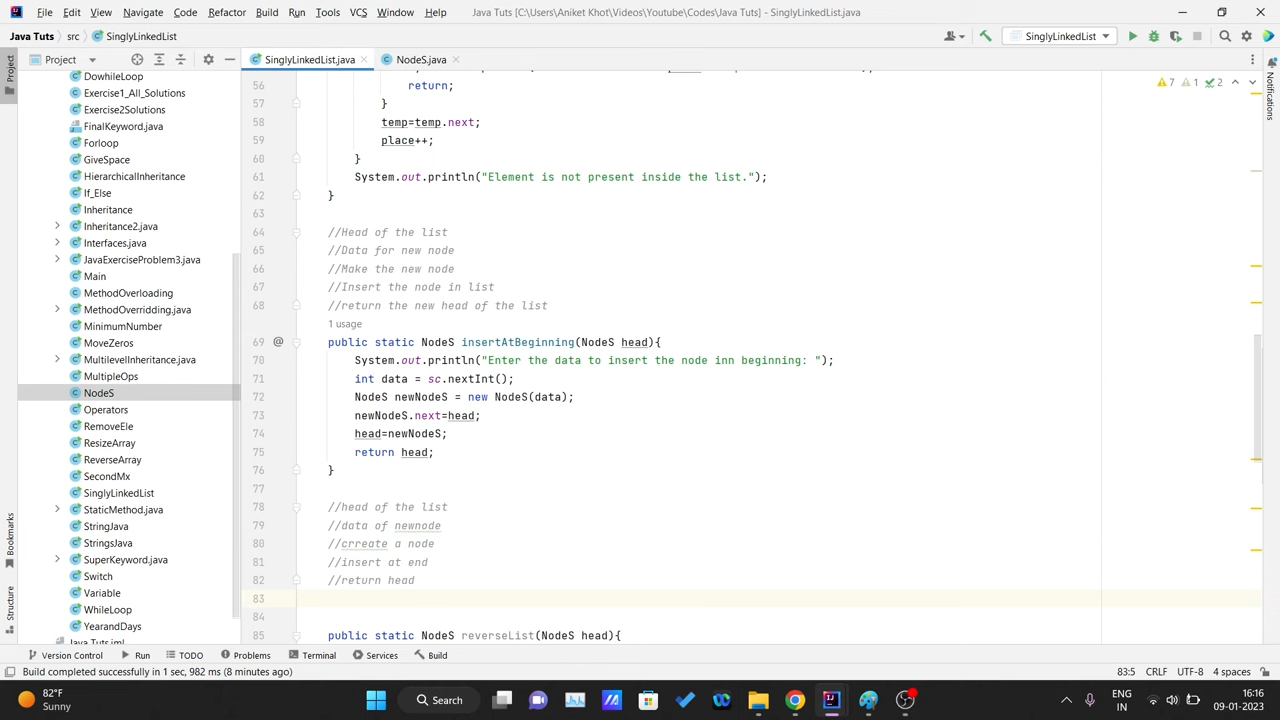 File Edit View Navigate Code Refactor Build Run Tools VCS Window Help Java Tuts [C:\Users\Aniket Khot\Videos\Youtube\Codes\Java Tuts] - SinglyLinkedList.java
Java Tuts src SinglyLinkedList SinglyLinkedList
Project SinglyLinkedList.java NodeS.java
Project
Notifications
Bookmarks
Structure
DowhileLoop
Exercise1_All_Solutions
Exercise2Solutions
FinalKeyword.java
Forloop
GiveSpace
HierarchicalInheritance
If_Else
Inheritance
Inheritance2.java
Interfaces.java
JavaExerciseProblem3.java
Main
MethodOverloading
MethodOverridding.java
MinimumNumber
MoveZeros
MultilevelInheritance.java
MultipleOps
NodeS
Operators
RemoveEle
ResizeArray
ReverseArray
SecondMx
SinglyLinkedList
StaticMethod.java
StringJava
StringsJava
SuperKeyword.java
Switch
Variable
WhileLoop
YearandDays
Java Tuts.iml
7 1 2
56 return;
57 }
58 temp=temp.next;
59 place++;
60 }
61 System.out.println("Element is not present inside the list.");
62 }
63
64 //Head of the list
65 //Data for new node
66 //Make the new node
67 //Insert the node in list
68 //return the new head of the list
1 usage
69 @ public static NodeS insertAtBeginning(NodeS head){
70 System.out.println("Enter the data to insert the node inn beginning: ");
71 int data = sc.nextInt();
72 NodeS newNodeS = new NodeS(data);
73 newNodeS.next=head;
74 head=newNodeS;
75 return head;
76 }
77
78 //head of the list
79 //data of newnode
80 //crreate a node
81 //insert at end
82 //return head
83
84
85 public static NodeS reverseList(NodeS head){
Version Control Run TODO Problems Terminal Services Build
Build completed successfully in 1 sec, 982 ms (8 minutes ago) 83:5 CRLF UTF-8 4 spaces
82°F
Sunny
Search
ENG
IN
16:16
09-01-2023